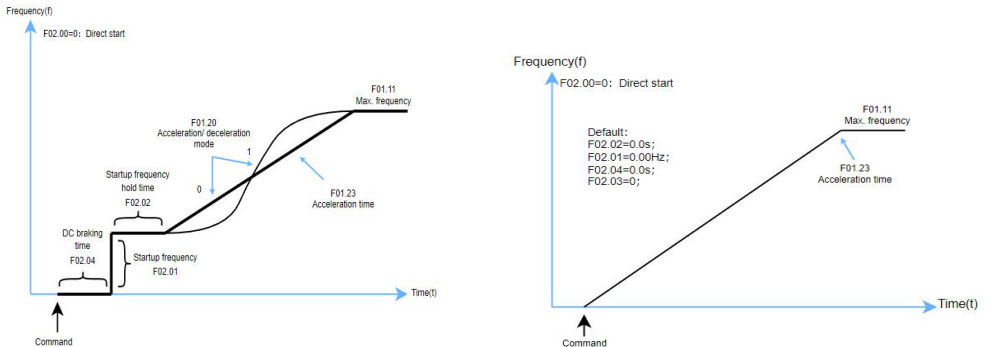 Frequency(f)
F02.00=0: Direct start
F01.11
Max. frequency
F01.20
Acceleration/ deceleration
mode
1
0
Startup frequency
hold time
F02.02
F01.23
Acceleration time
DC braking
time
F02.04
Startup frequency
F02.01
Time(t)
Command
Frequency(f)
F02.00=0: Direct start
F01.11
Max. frequency
Default:
F02.02=0.0s;
F02.01=0.00Hz;
F02.04=0.0s;
F02.03=0;
F01.23
Acceleration time
Time(t)
Command